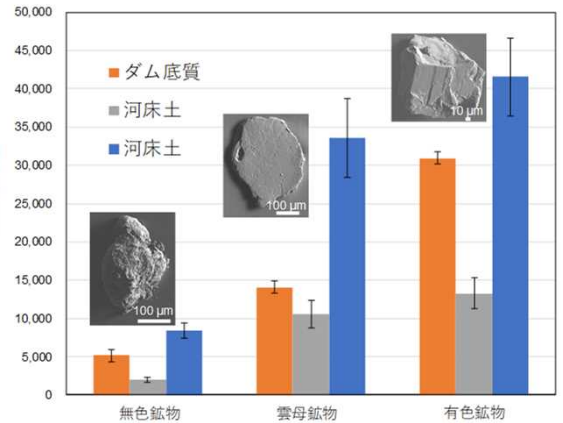 50,000
45,000
40,000
35,000
30,000
25,000
20,000
15,000
10,000
5,000
0
ダム底質
河床土
河床土
100 μm
100 μm
10 μm
無色鉱物
雲母鉱物
有色鉱物